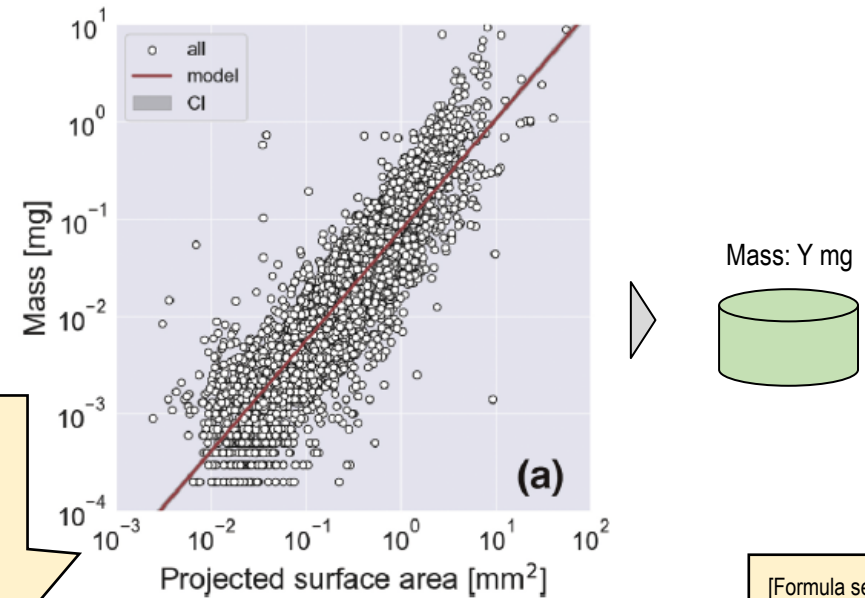 10^1
10^0
10^-1
10^-2
10^-3
10^-4
Mass [mg]
all
model
CI
(a)
10^-3 10^-2 10^-1 10^0 10^1 10^2
Projected surface area [mm^2]
Mass: Y mg
[Formula